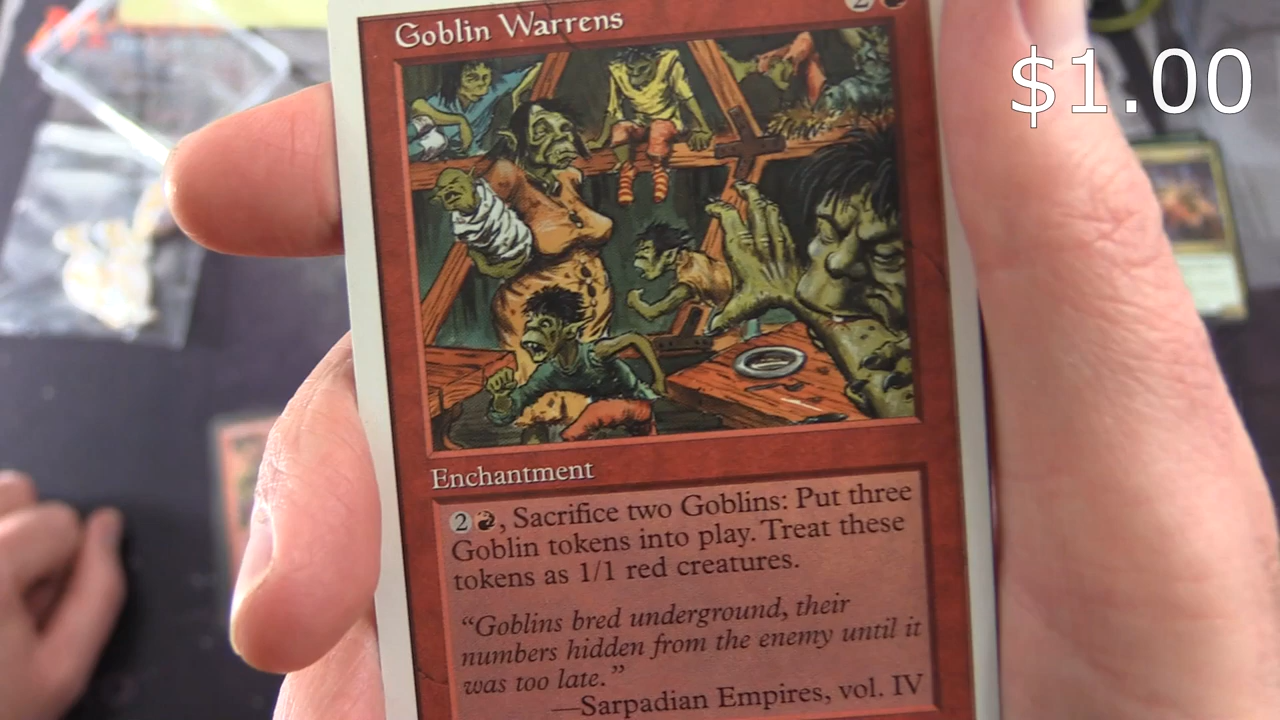 Goblin Warrens
2
$1.00
Enchantment
2, Sacrifice two Goblins: Put three
Goblin tokens into play. Treat these
tokens as 1/1 red creatures.
“Goblins bred underground, their
numbers hidden from the enemy until it
was too late.”
—Sarpadian Empires, vol. IV